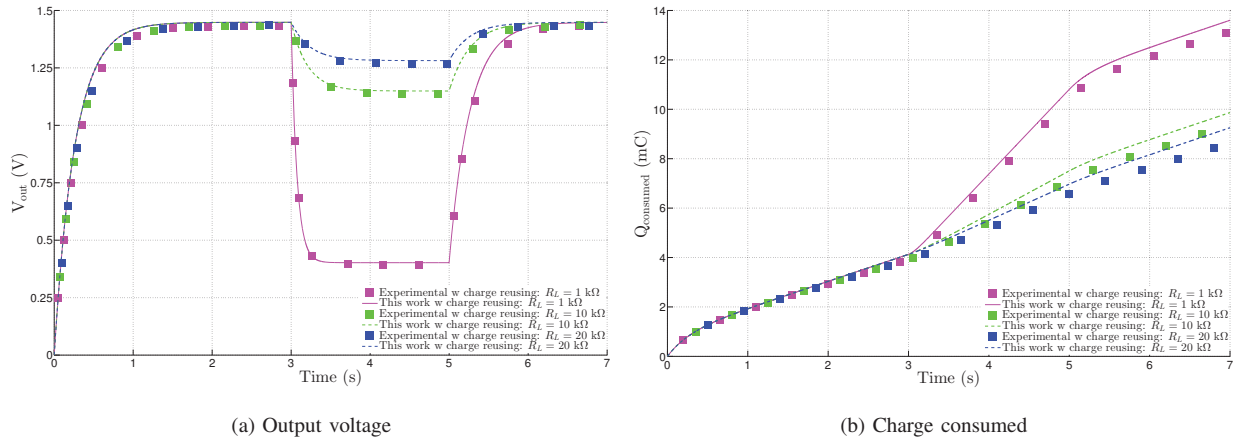 1.5
1.25
1
0.75
0.5
0.25
0
V_out (V)
0 1 2 3 4 5 6 7
Time (s)
Experimental w charge reusing: R_L = 1 kΩ
This work w charge reusing: R_L = 1 kΩ
Experimental w charge reusing: R_L = 10 kΩ
This work w charge reusing: R_L = 10 kΩ
Experimental w charge reusing: R_L = 20 kΩ
This work w charge reusing: R_L = 20 kΩ
(a) Output voltage
14
12
10
8
6
4
2
0
Q_consumed (mC)
0 1 2 3 4 5 6 7
Time (s)
Experimental w charge reusing: R_L = 1 kΩ
This work w charge reusing: R_L = 1 kΩ
Experimental w charge reusing: R_L = 10 kΩ
This work w charge reusing: R_L = 10 kΩ
Experimental w charge reusing: R_L = 20 kΩ
This work w charge reusing: R_L = 20 kΩ
(b) Charge consumed